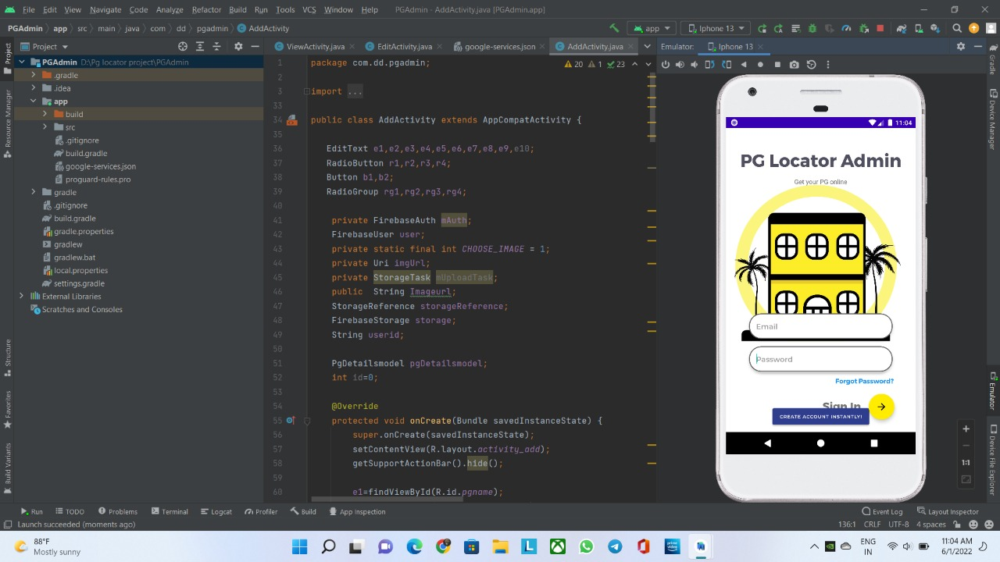 File Edit View Navigate Code Analyze Refactor Build Run Tools VCS Window Help PGAdmin - AddActivity.java [PGAdmin.app]
PGAdmin app src main java com dd pgadmin AddActivity
app Iphone 13
Project
ViewActivity.java EditActivity.java google-services.json AddActivity.java
Emulator: Iphone 13
PGAdmin D:\Pg locator project\PGAdmin
.gradle
.idea
app
build
src
.gitignore
build.gradle
google-services.json
proguard-rules.pro
gradle
.gitignore
build.gradle
gradle.properties
gradlew
gradlew.bat
local.properties
settings.gradle
External Libraries
Scratches and Consoles
Project
Resource Manager
Structure
Favorites
Build Variants
20 1 23
1 package com.dd.pgadmin;
2
3 import ...
33
34 public class AddActivity extends AppCompatActivity {
35
36 EditText e1,e2,e3,e4,e5,e6,e7,e8,e9,e10;
37 RadioButton r1,r2,r3,r4;
38 Button b1,b2;
39 RadioGroup rg1,rg2,rg3,rg4;
40
41 private FirebaseAuth mAuth;
42 FirebaseUser user;
43 private static final int CHOOSE_IMAGE = 1;
44 private Uri imgUrl;
45 private StorageTask mUploadTask;
46 public String Imageurl;
47 StorageReference storageReference;
48 FirebaseStorage storage;
49 String userid;
50
51 PgDetailsmodel pgDetailsmodel;
52 int id=0;
53
54 @Override
55 protected void onCreate(Bundle savedInstanceState) {
56 super.onCreate(savedInstanceState);
57 setContentView(R.layout.activity_add);
58 getSupportActionBar().hide();
59
60 e1=findViewById(R.id.pgname);
11:04
PG Locator Admin
Get your PG online
Email
Password
Forgot Password?
Sign In
CREATE ACCOUNT INSTANTLY!
1:1
Gradle
Device Manager
Emulator
Device File Explorer
Run TODO Problems Terminal Logcat Profiler Build App Inspection Event Log Layout Inspector
Launch succeeded (moments ago) 136:1 CRLF UTF-8 4 spaces
88°F
Mostly sunny
L
prime video
ENG
IN
11:04 AM
6/1/2022